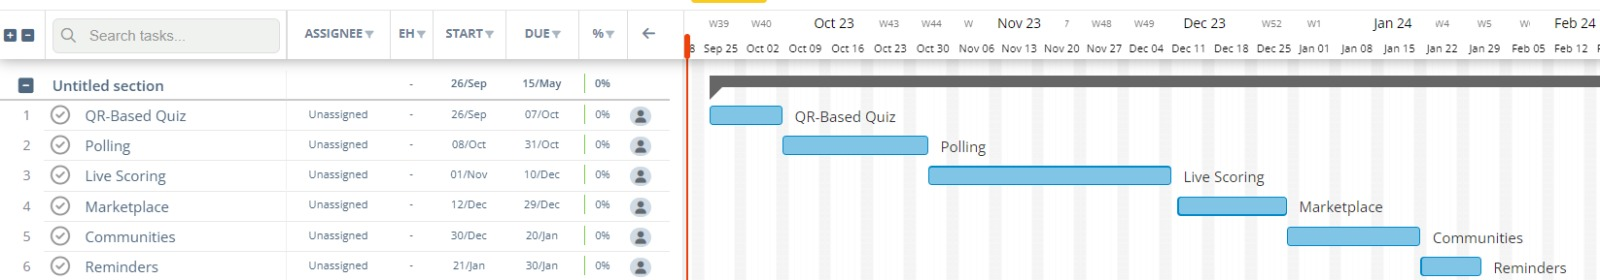 W39 W40 Oct 23 W43 W44 W Nov 23 7 W48 W49 Dec 23 W52 W1 Jan 24 W4 W5 Feb 24
Search tasks... ASSIGNEE EH START DUE %
8 Sep 25 Oct 02 Oct 09 Oct 16 Oct 23 Oct 30 Nov 06 Nov 13 Nov 20 Nov 27 Dec 04 Dec 11 Dec 18 Dec 25 Jan 01 Jan 08 Jan 15 Jan 22 Jan 29 Feb 05 Feb 12
Untitled section - 26/Sep 15/May 0%
1 QR-Based Quiz Unassigned - 26/Sep 07/Oct 0% QR-Based Quiz
2 Polling Unassigned - 08/Oct 31/Oct 0% Polling
3 Live Scoring Unassigned - 01/Nov 10/Dec 0% Live Scoring
4 Marketplace Unassigned - 12/Dec 29/Dec 0% Marketplace
5 Communities Unassigned - 30/Dec 20/Jan 0% Communities
6 Reminders Unassigned - 21/Jan 30/Jan 0% Reminders